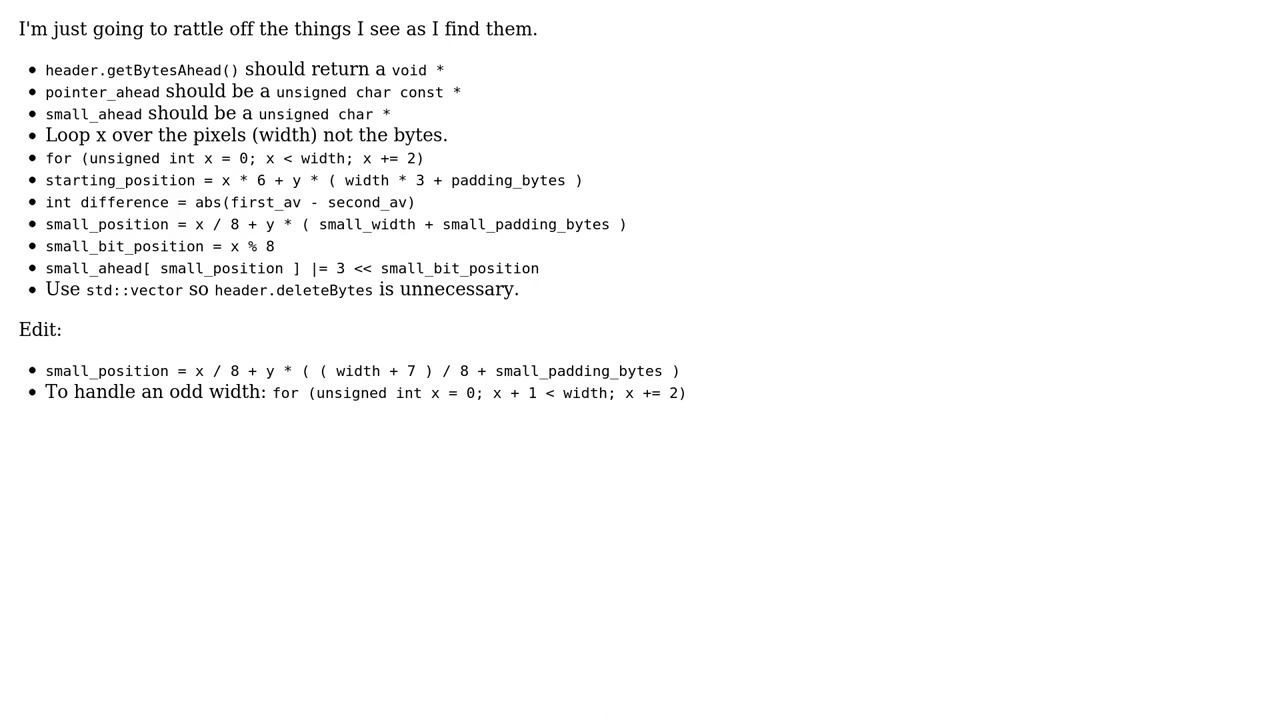 I'm just going to rattle off the things I see as I find them.
• header.getBytesAhead() should return a void *
• pointer_ahead should be a unsigned char const *
• small_ahead should be a unsigned char *
• Loop x over the pixels (width) not the bytes.
• for (unsigned int x = 0; x < width; x += 2)
• starting_position = x * 6 + y * ( width * 3 + padding_bytes )
• int difference = abs(first_av - second_av)
• small_position = x / 8 + y * ( small_width + small_padding_bytes )
• small_bit_position = x % 8
• small_ahead[ small_position ] |= 3 << small_bit_position
• Use std::vector so header.deleteBytes is unnecessary.
Edit:
• small_position = x / 8 + y * ( ( width + 7 ) / 8 + small_padding_bytes )
• To handle an odd width: for (unsigned int x = 0; x + 1 < width; x += 2)